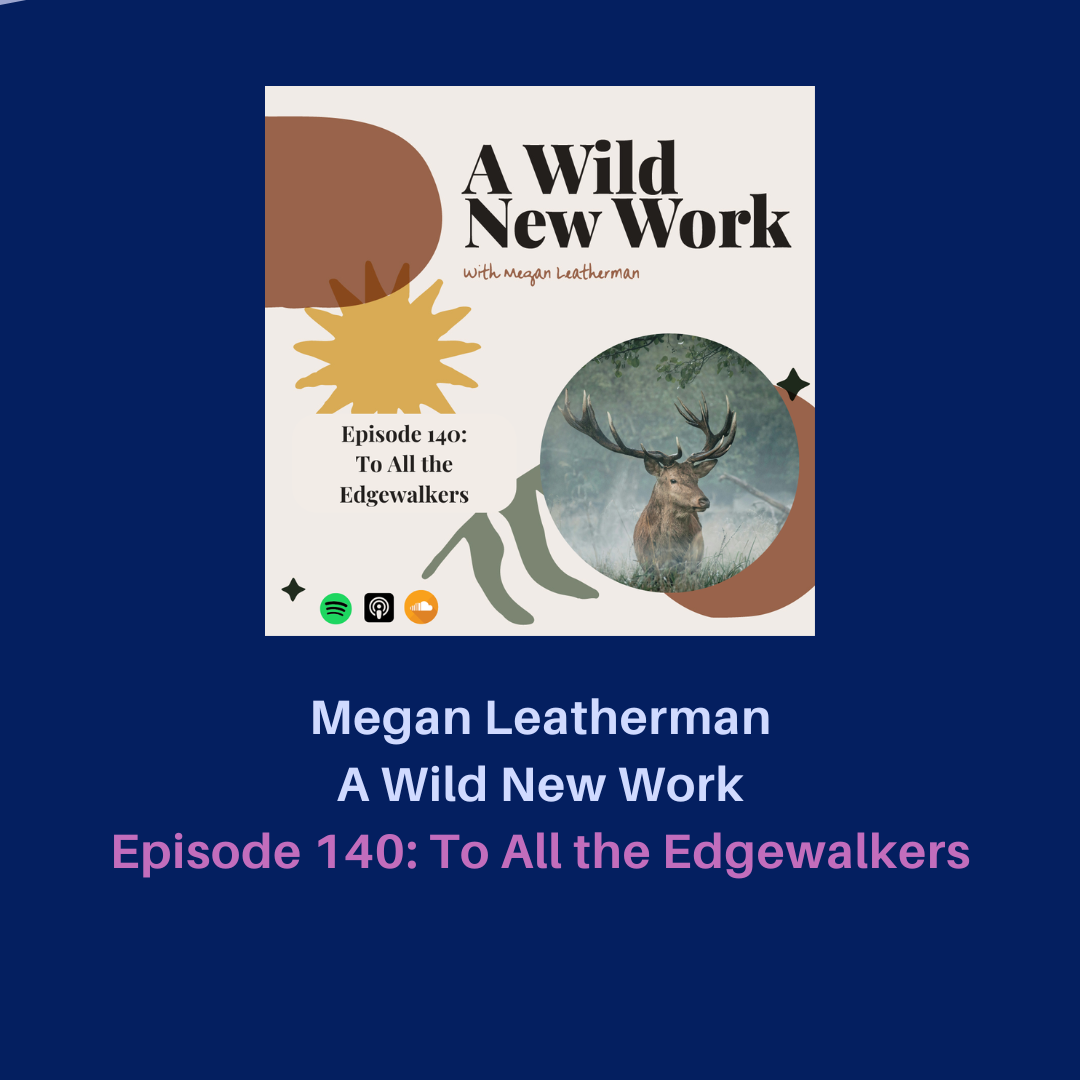 A Wild
New Work
With Megan Leatherman
Episode 140:
To All the
Edgewalkers
Megan Leatherman
A Wild New Work
Episode 140: To All the Edgewalkers